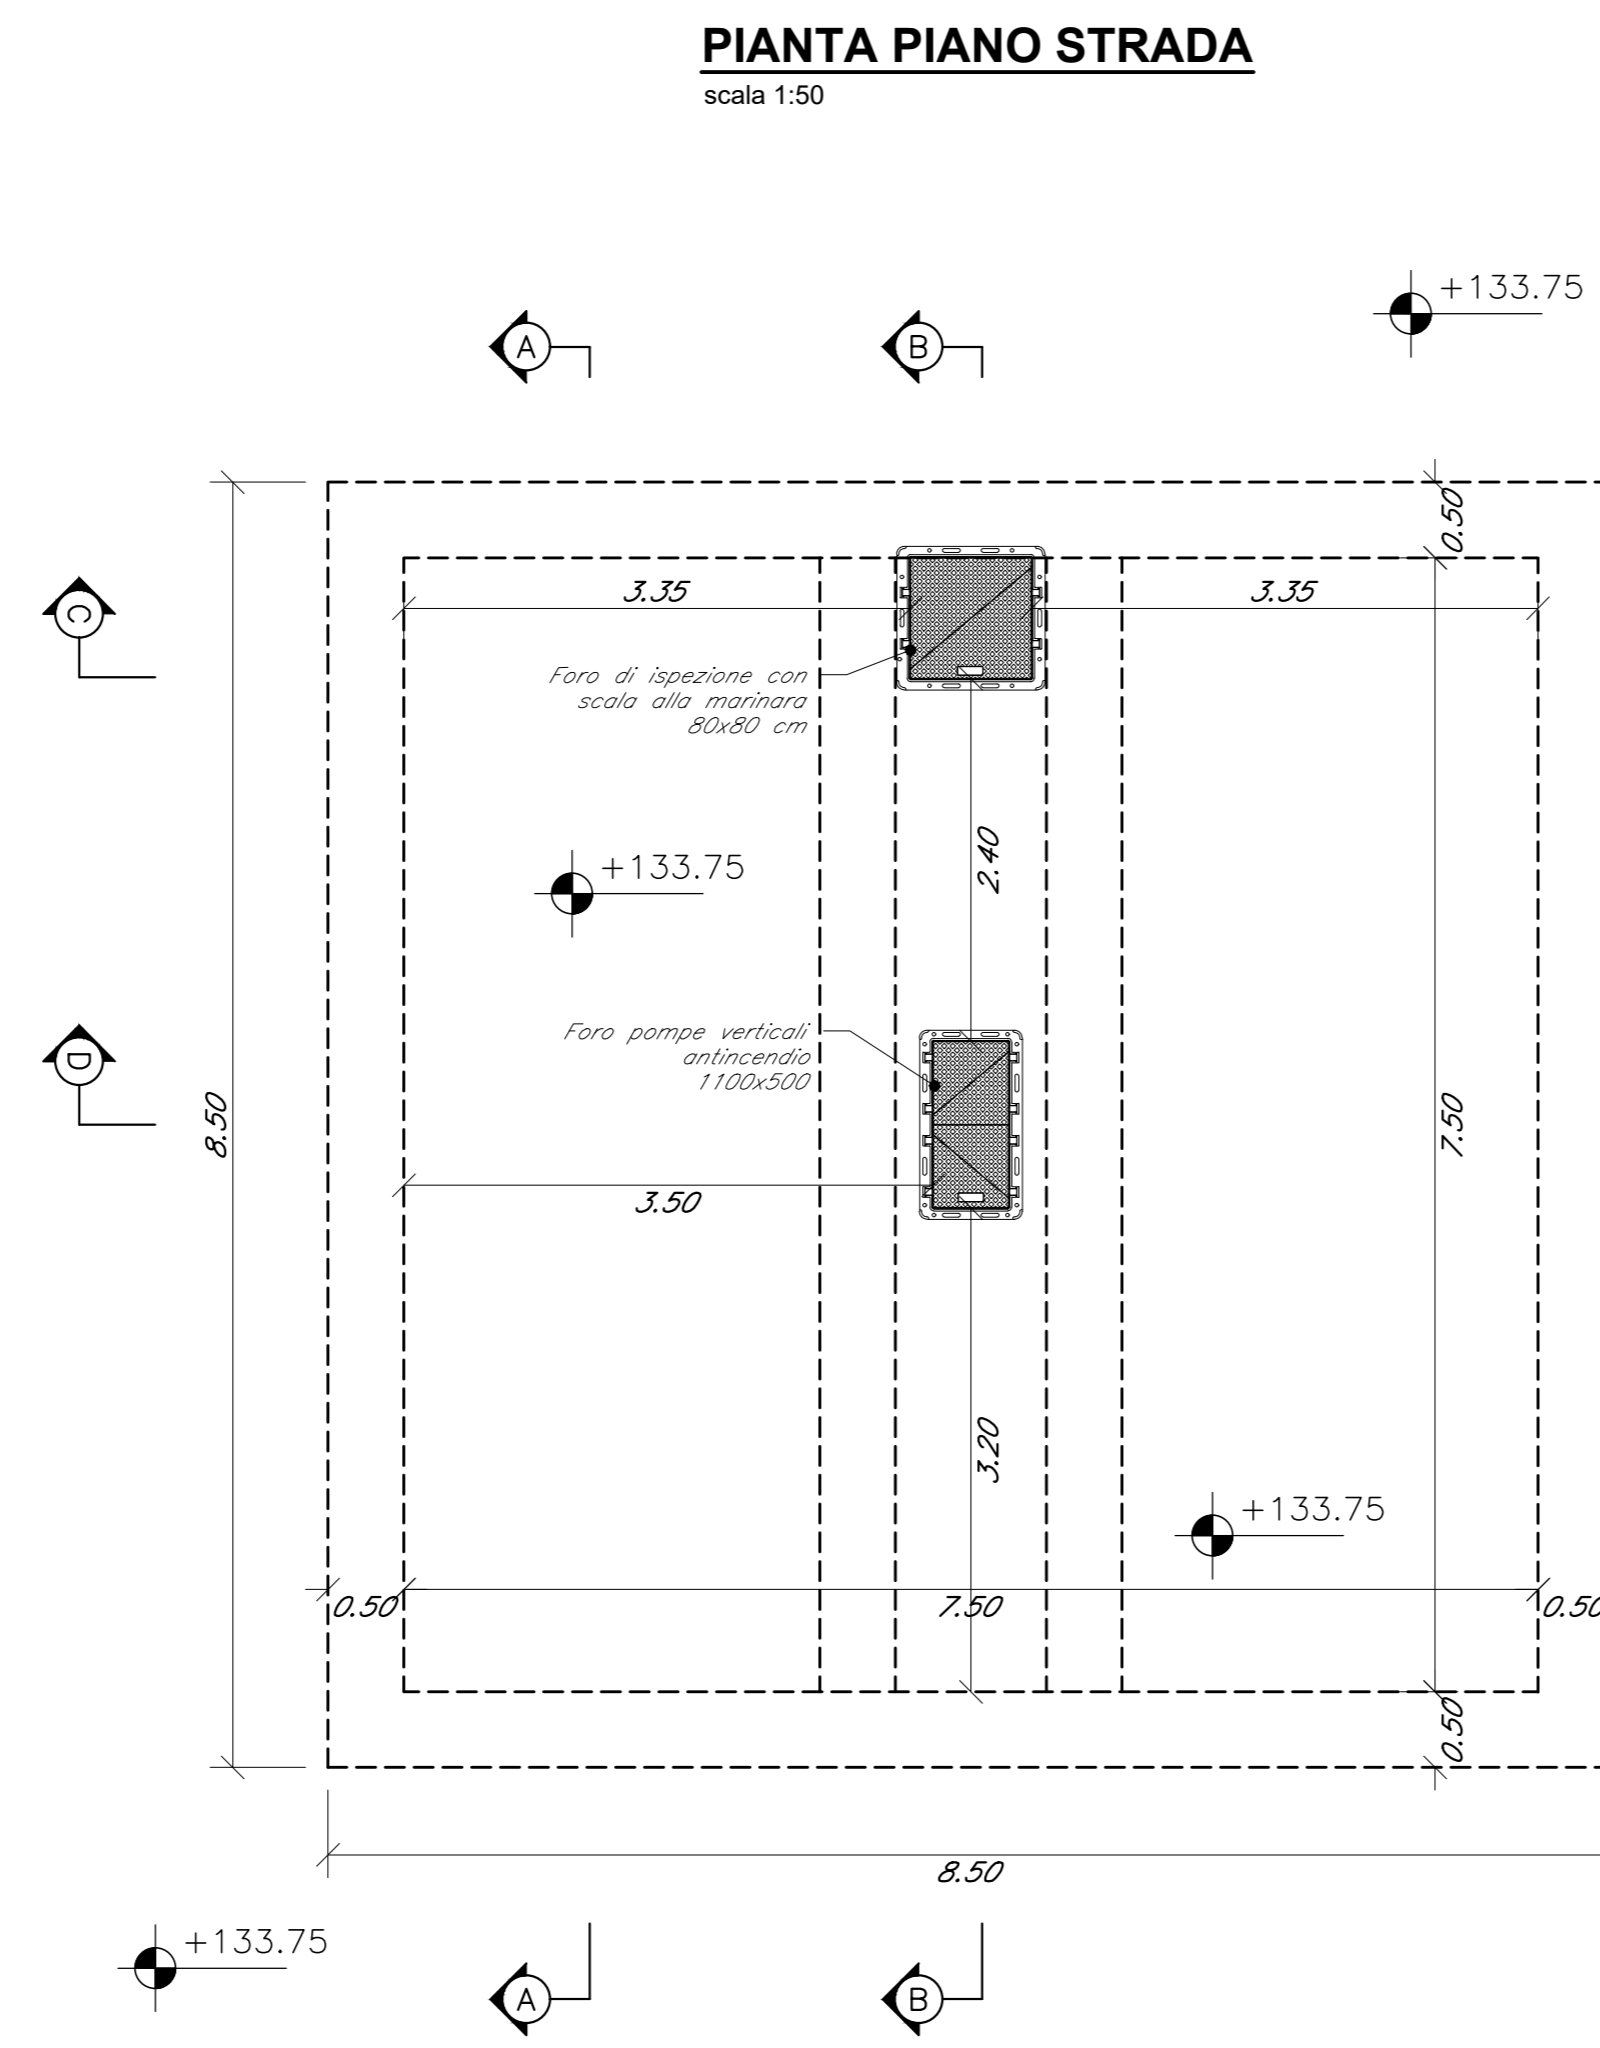 PIANTA PIANO STRADA
scala 1:50
+133.75
A
B
0.50
C
3.35
3.35
Foro di ispezione con
scala alla marinara
80x80 cm
2.40
+133.75
D
Foro pompe verticali
antincendio
1100x500
8.50
7.50
3.50
3.20
+133.75
0.50
7.50
0.50
0.50
8.50
+133.75
A
B